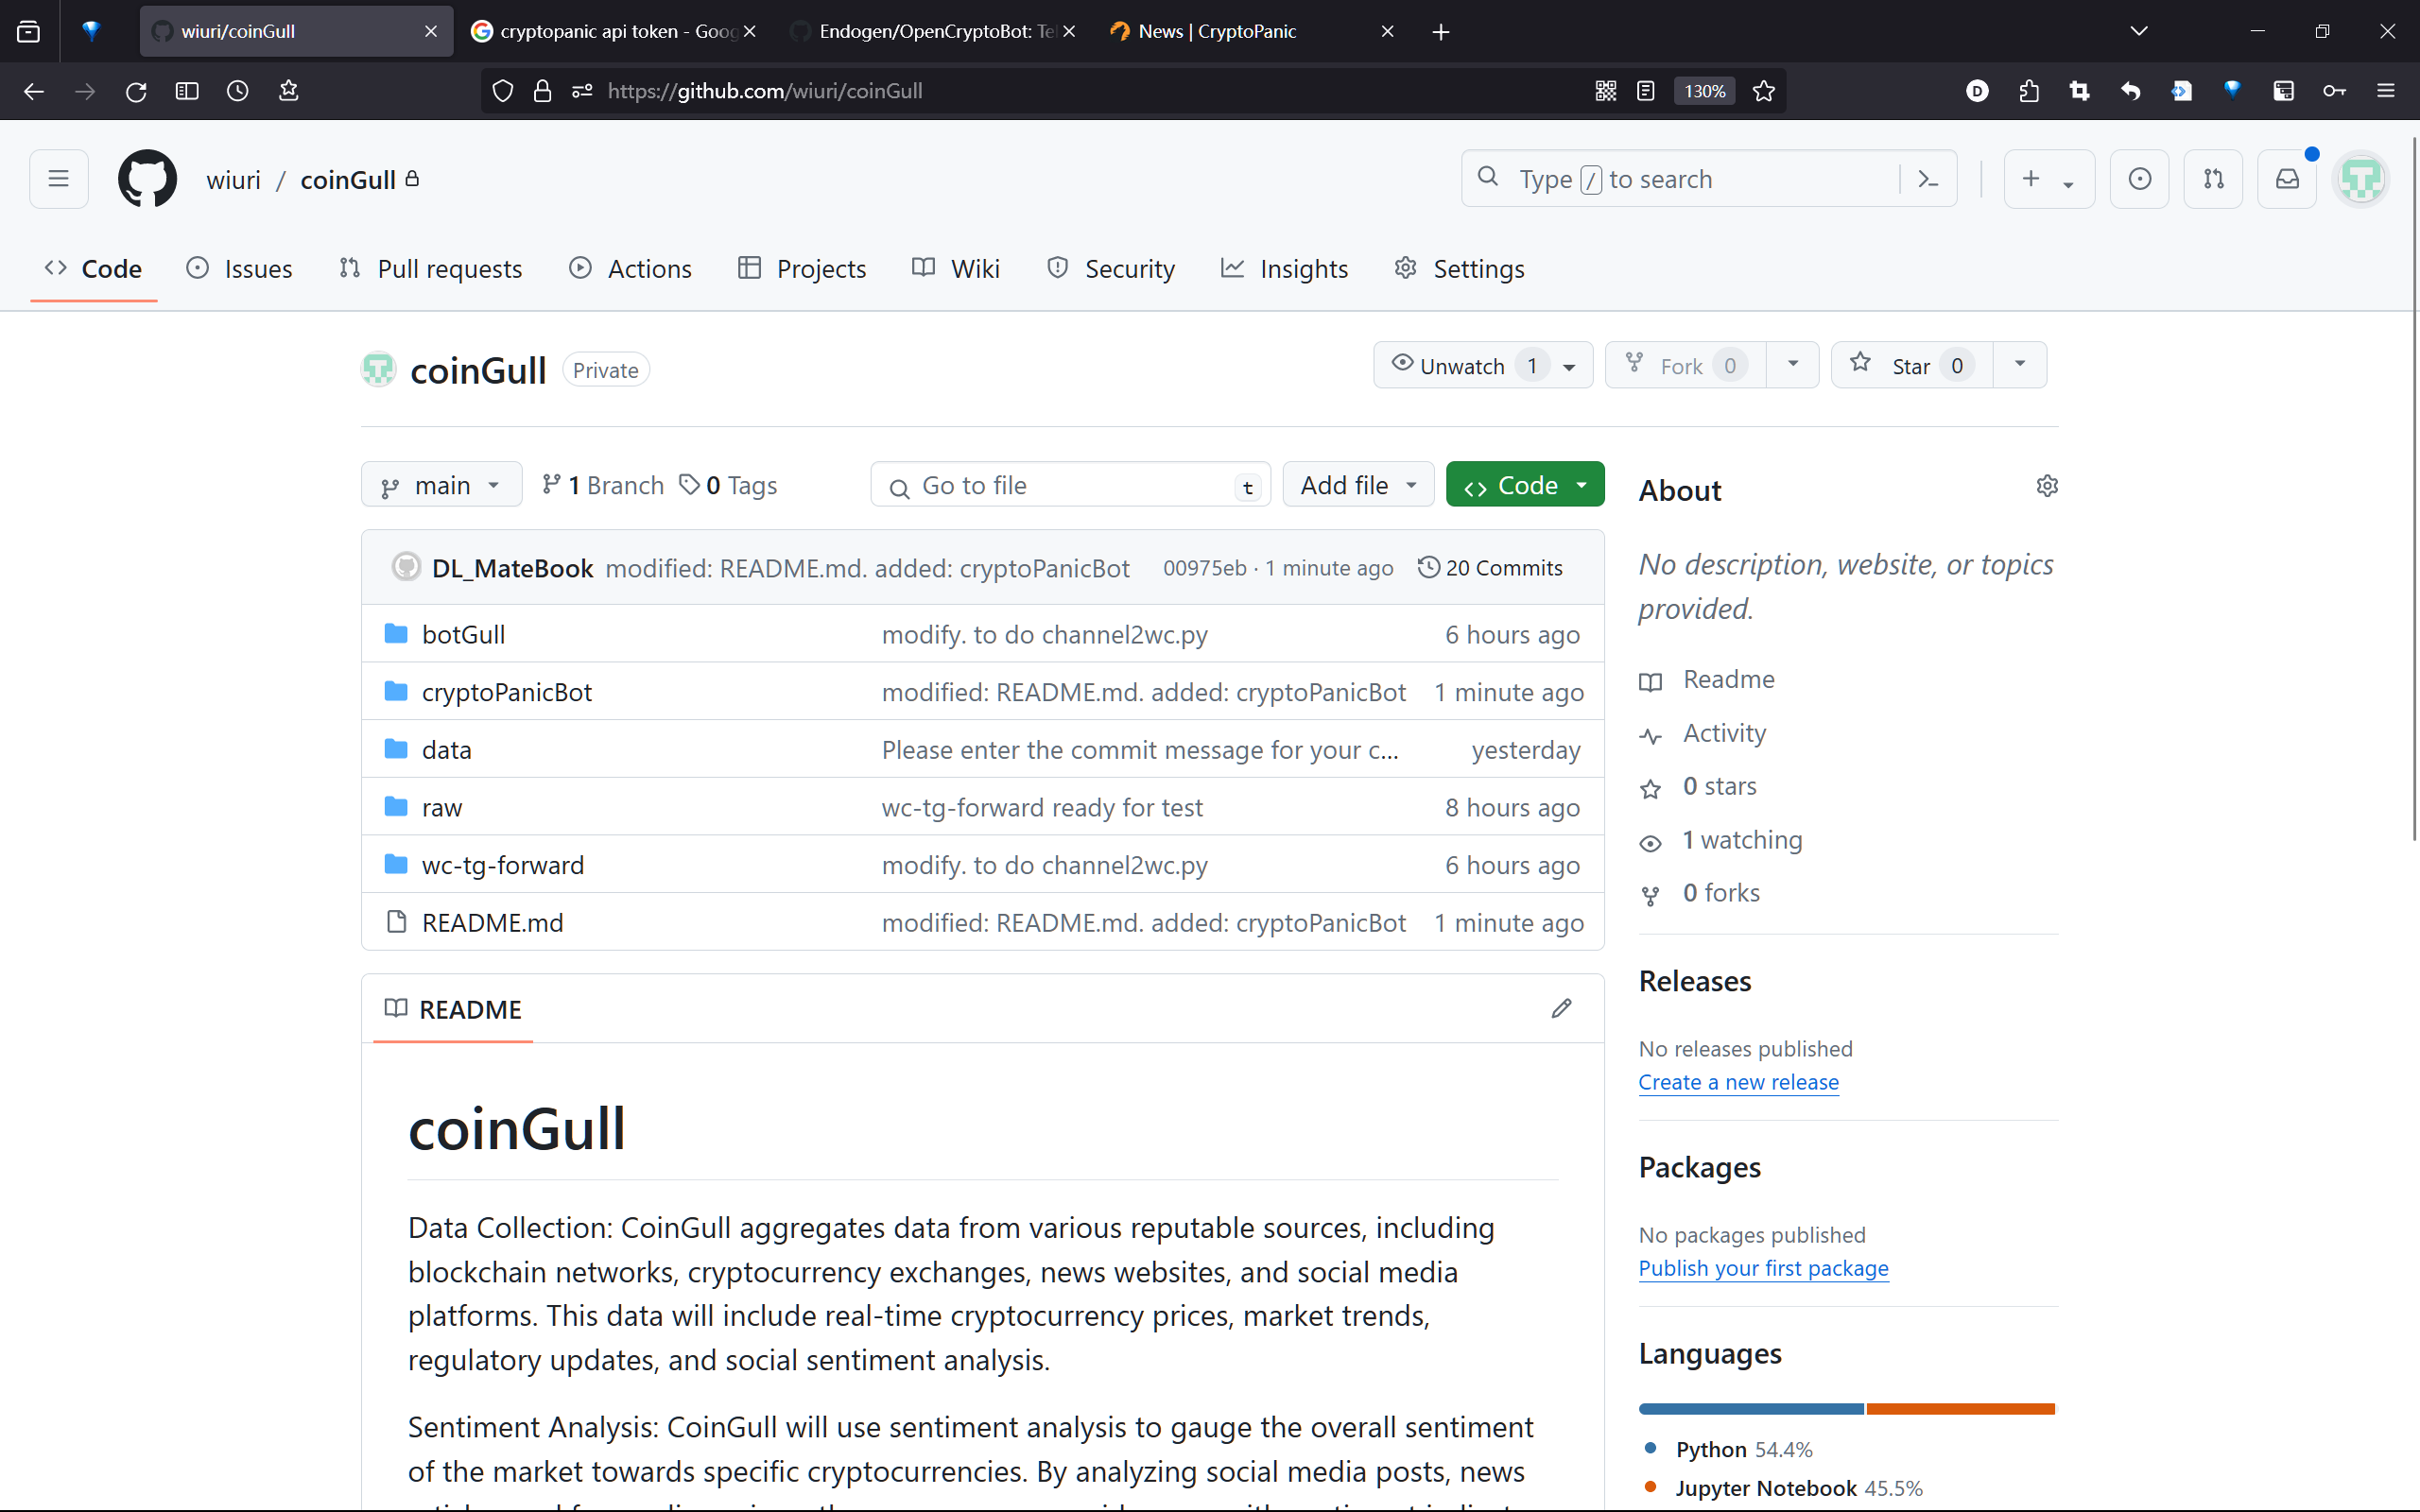 wiuri/coinGull
cryptopanic api token - Goog
Endogen/OpenCryptoBot: Tel
News | CryptoPanic
https://github.com/wiuri/coinGull
130%
D
wiuri / coinGull
Type / to search
Code Issues Pull requests Actions Projects Wiki Security Insights Settings
coinGull Private
Unwatch 1 Fork 0 Star 0
main 1 Branch 0 Tags Go to file t Add file Code
DL_MateBook modified: README.md. added: cryptoPanicBot 00975eb · 1 minute ago 20 Commits
botGull modify. to do channel2wc.py 6 hours ago
cryptoPanicBot modified: README.md. added: cryptoPanicBot 1 minute ago
data Please enter the commit message for your c... yesterday
raw wc-tg-forward ready for test 8 hours ago
wc-tg-forward modify. to do channel2wc.py 6 hours ago
README.md modified: README.md. added: cryptoPanicBot 1 minute ago
README
coinGull
Data Collection: CoinGull aggregates data from various reputable sources, including
blockchain networks, cryptocurrency exchanges, news websites, and social media
platforms. This data will include real-time cryptocurrency prices, market trends,
regulatory updates, and social sentiment analysis.
Sentiment Analysis: CoinGull will use sentiment analysis to gauge the overall sentiment
of the market towards specific cryptocurrencies. By analyzing social media posts, news
About
No description, website, or topics
provided.
Readme
Activity
0 stars
1 watching
0 forks
Releases
No releases published
Create a new release
Packages
No packages published
Publish your first package
Languages
Python 54.4%
Jupyter Notebook 45.5%